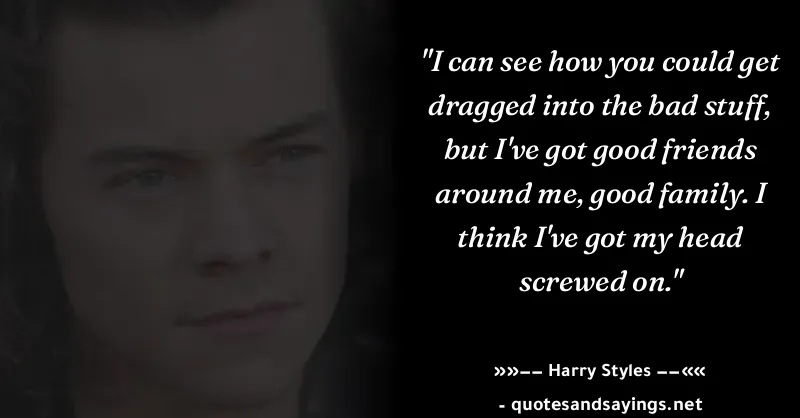 "I can see how you could get
dragged into the bad stuff,
but I've got good friends
around me, good family. I
think I've got my head
screwed on."
»»−− Harry Styles −−««
- quotesandsayings.net